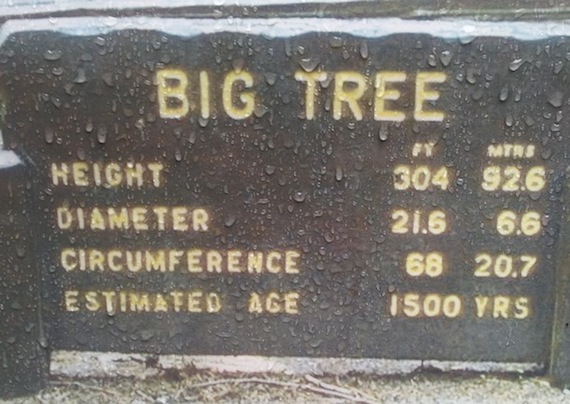 BIG TREE
FT MTRS
HEIGHT 304 92.6
DIAMETER 21.6 6.6
CIRCUMFERENCE 68 20.7
ESTIMATED AGE 1500 YRS